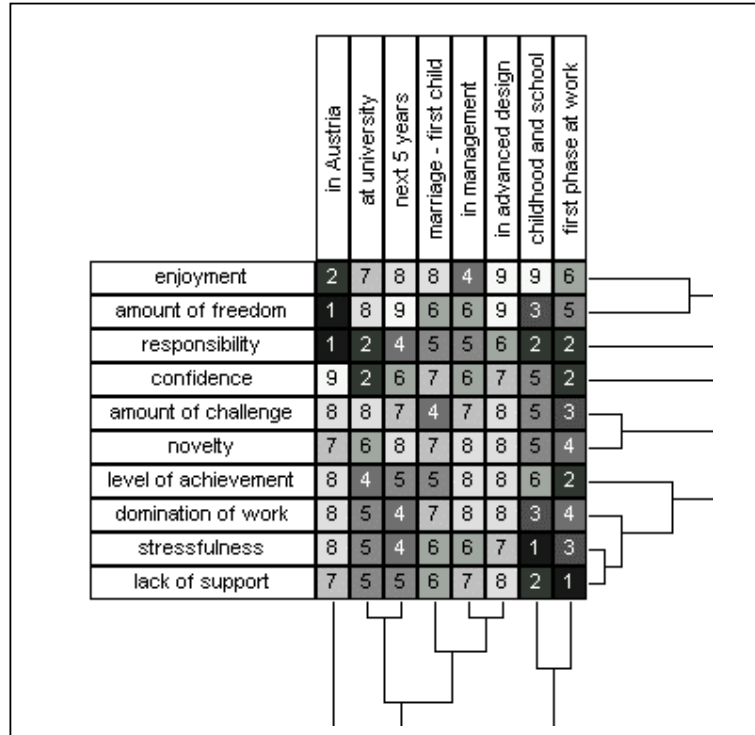 in Austria
at university
next 5 years
marriage - first child
in management
in advanced design
childhood and school
first phase at work
enjoyment 2 7 8 8 4 9 9 6
amount of freedom 1 8 9 6 6 9 3 5
responsibility 1 2 4 5 5 6 2 2
confidence 9 2 6 7 6 7 5 2
amount of challenge 8 8 7 4 7 8 5 3
novelty 7 6 8 7 8 8 5 4
level of achievement 8 4 5 5 8 8 6 2
domination of work 8 5 4 7 8 8 3 4
stressfulness 8 5 4 6 6 7 1 3
lack of support 7 5 5 6 7 8 2 1